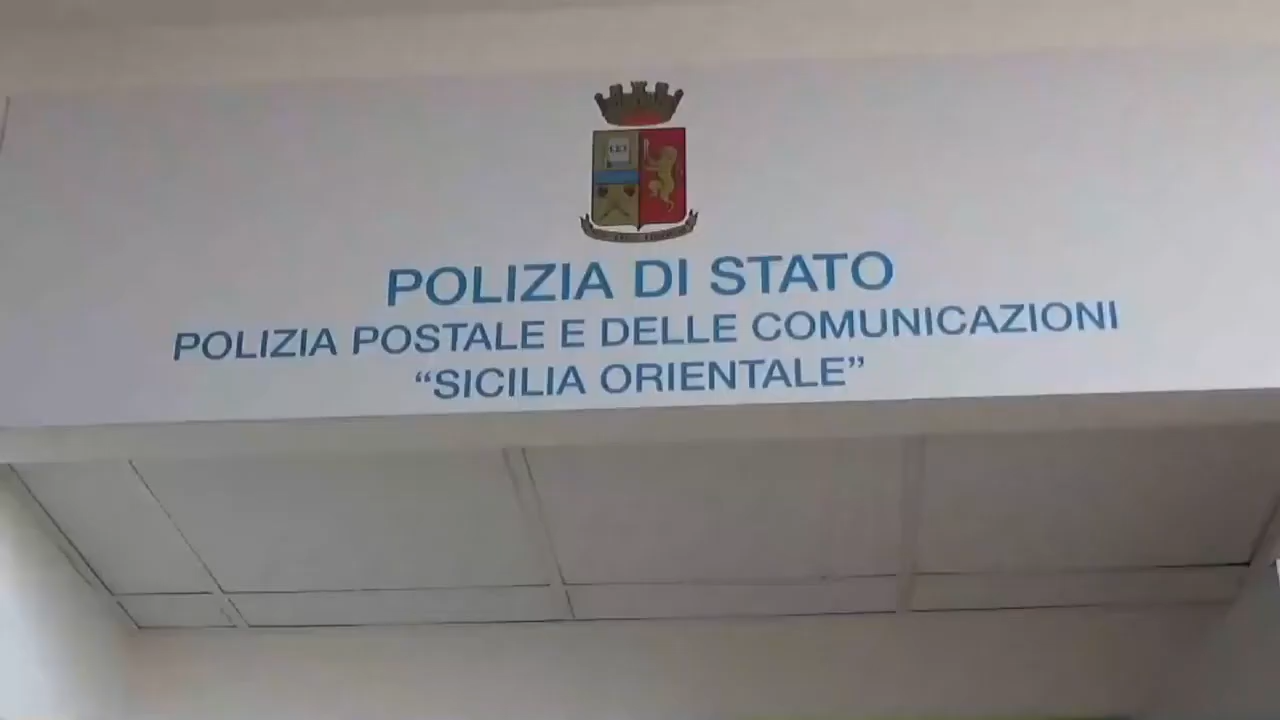 POLIZIA DI STATO
POLIZIA POSTALE E DELLE COMUNICAZIONI
“SICILIA ORIENTALE”